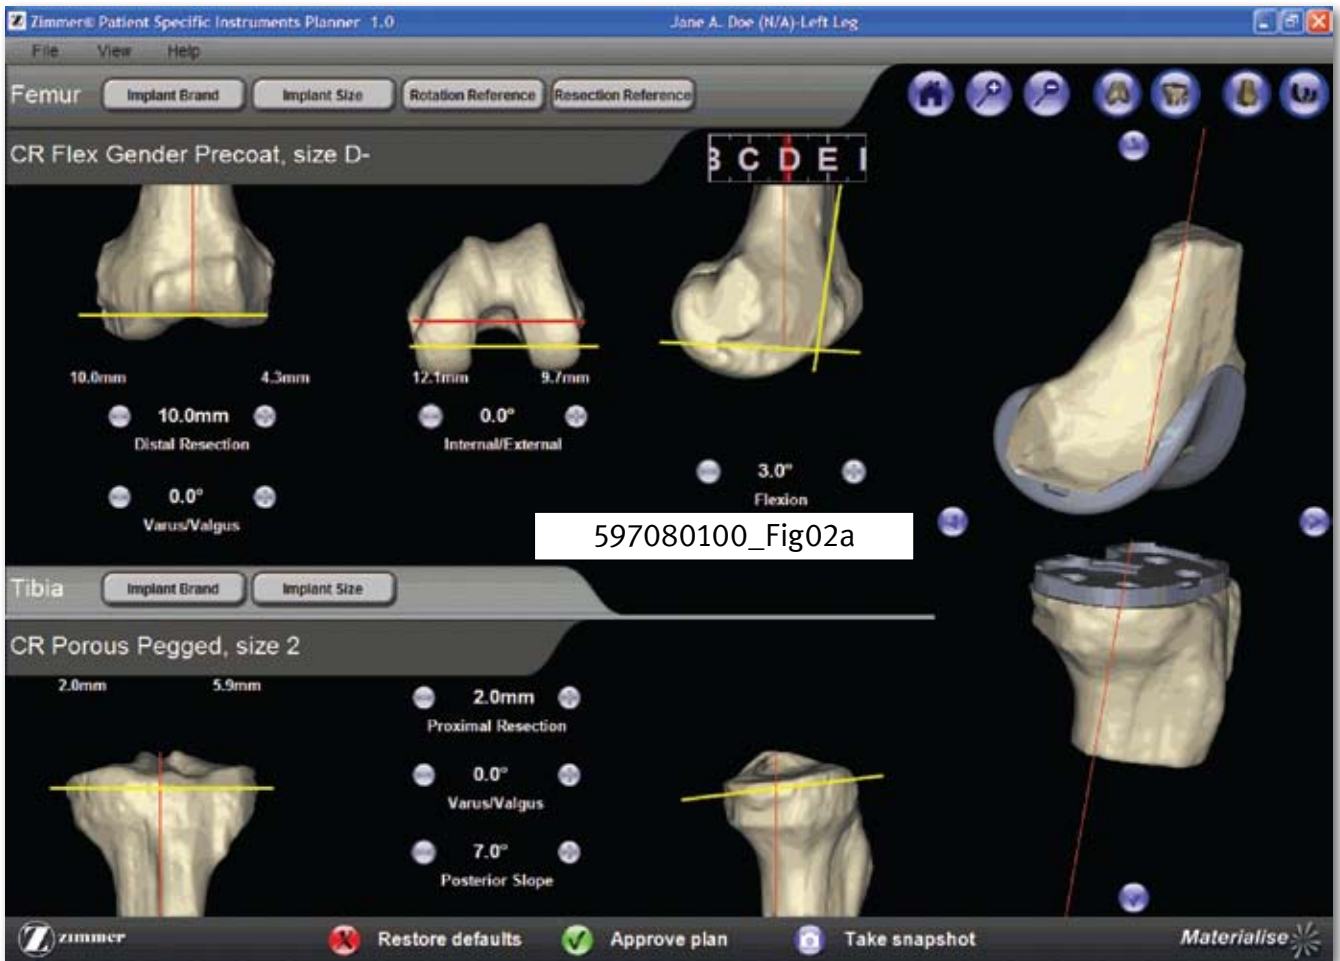 Zimmer® Patient Specific Instruments Planner 1.0
Jane A. Doe (N/A)-Left Leg
File View Help
Femur
Implant Brand
Implant Size
Rotation Reference
Resection Reference
CR Flex Gender Precoat, size D-
C D E
10.0mm 4.3mm
12.1mm 9.7mm
10.0mm
Distal Resection
0.0°
Internal/External
3.0°
Flexion
0.0°
Varus/Valgus
597080100_Fig02a
Tibia
Implant Brand
Implant Size
CR Porous Pegged, size 2
2.0mm 5.9mm
2.0mm
Proximal Resection
0.0°
Varus/Valgus
7.0°
Posterior Slope
Z zimmer
Restore defaults
Approve plan
Take snapshot
Materialise